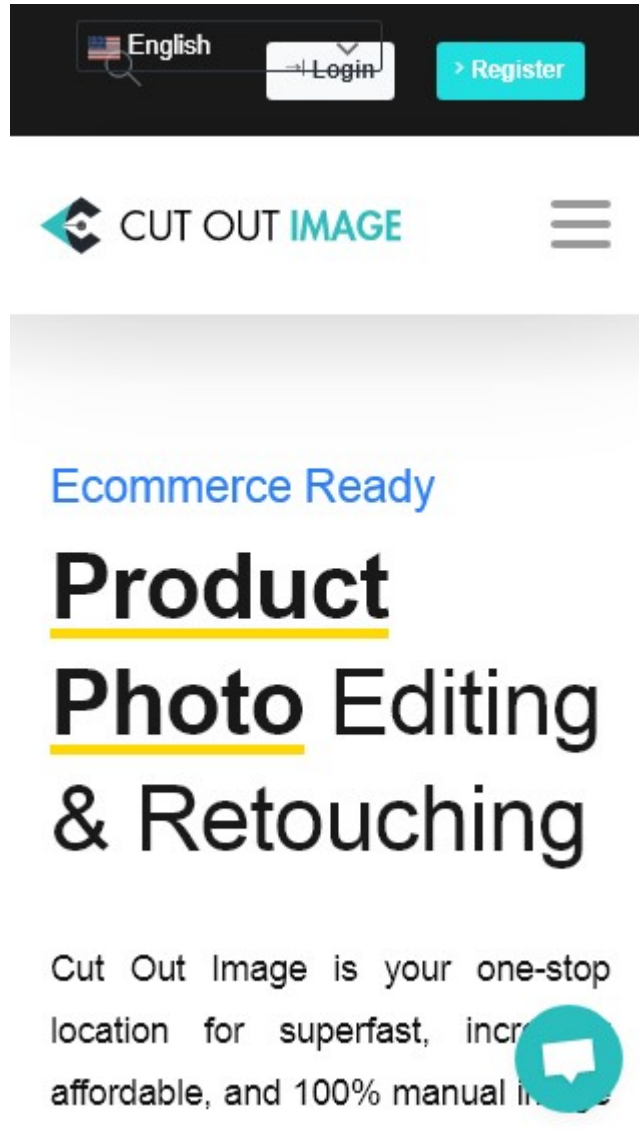 English
Login
Register
CUT OUT IMAGE
Ecommerce Ready
Product
Photo Editing
& Retouching
Cut Out Image is your one-stop
location for superfast,
affordable, and 100% manual